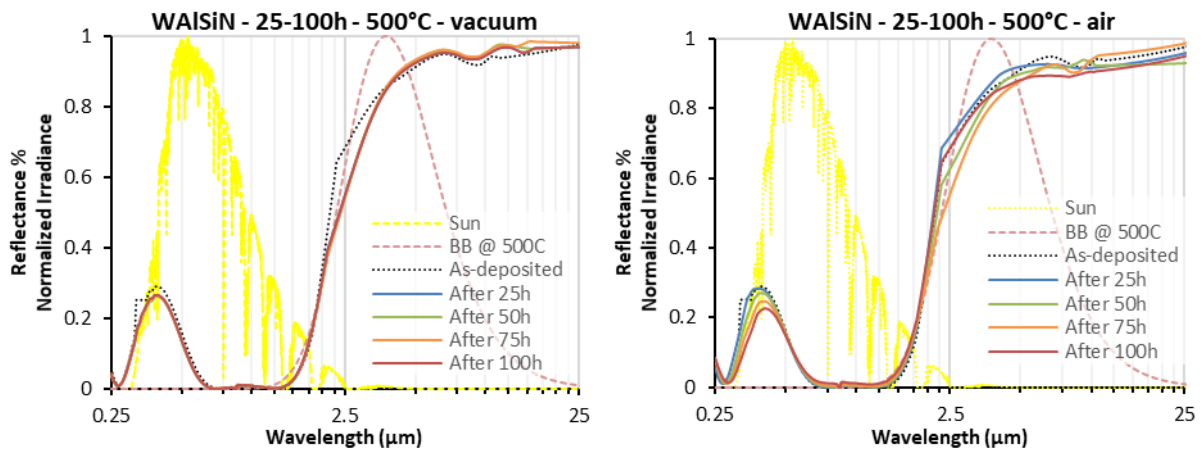 WAlSiN - 25-100h - 500°C - vacuum
Reflectance %
Normalized Irradiance
1
0.8
0.6
0.4
0.2
0
Sun
BB @ 500C
As-deposited
After 25h
After 50h
After 75h
After 100h
0.25
2.5
25
Wavelength (µm)
WAlSiN - 25-100h - 500°C - air
Reflectance %
Normalized Irradiance
1
0.8
0.6
0.4
0.2
0
Sun
BB @ 500C
As-deposited
After 25h
After 50h
After 75h
After 100h
0.25
2.5
25
Wavelength (µm)